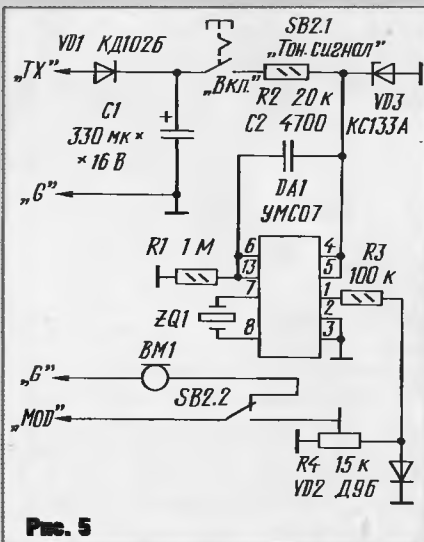 SB2.1
VD1 КД102Б
„Тон. сигнал"
„TX"
„Вкл."
R2 20 к
VD3
КС133А
C1
+
330 мк ×
× 16 В
C2 4700
DA1
УМС07
„G"
R1 1 М
6
13
7
8
4
5
1
2
3
R3
100 к
ZQ1
BM1
„G"
SB2.2
„MOD"
R4 15 к
VD2 Д9Б
Рис. 5